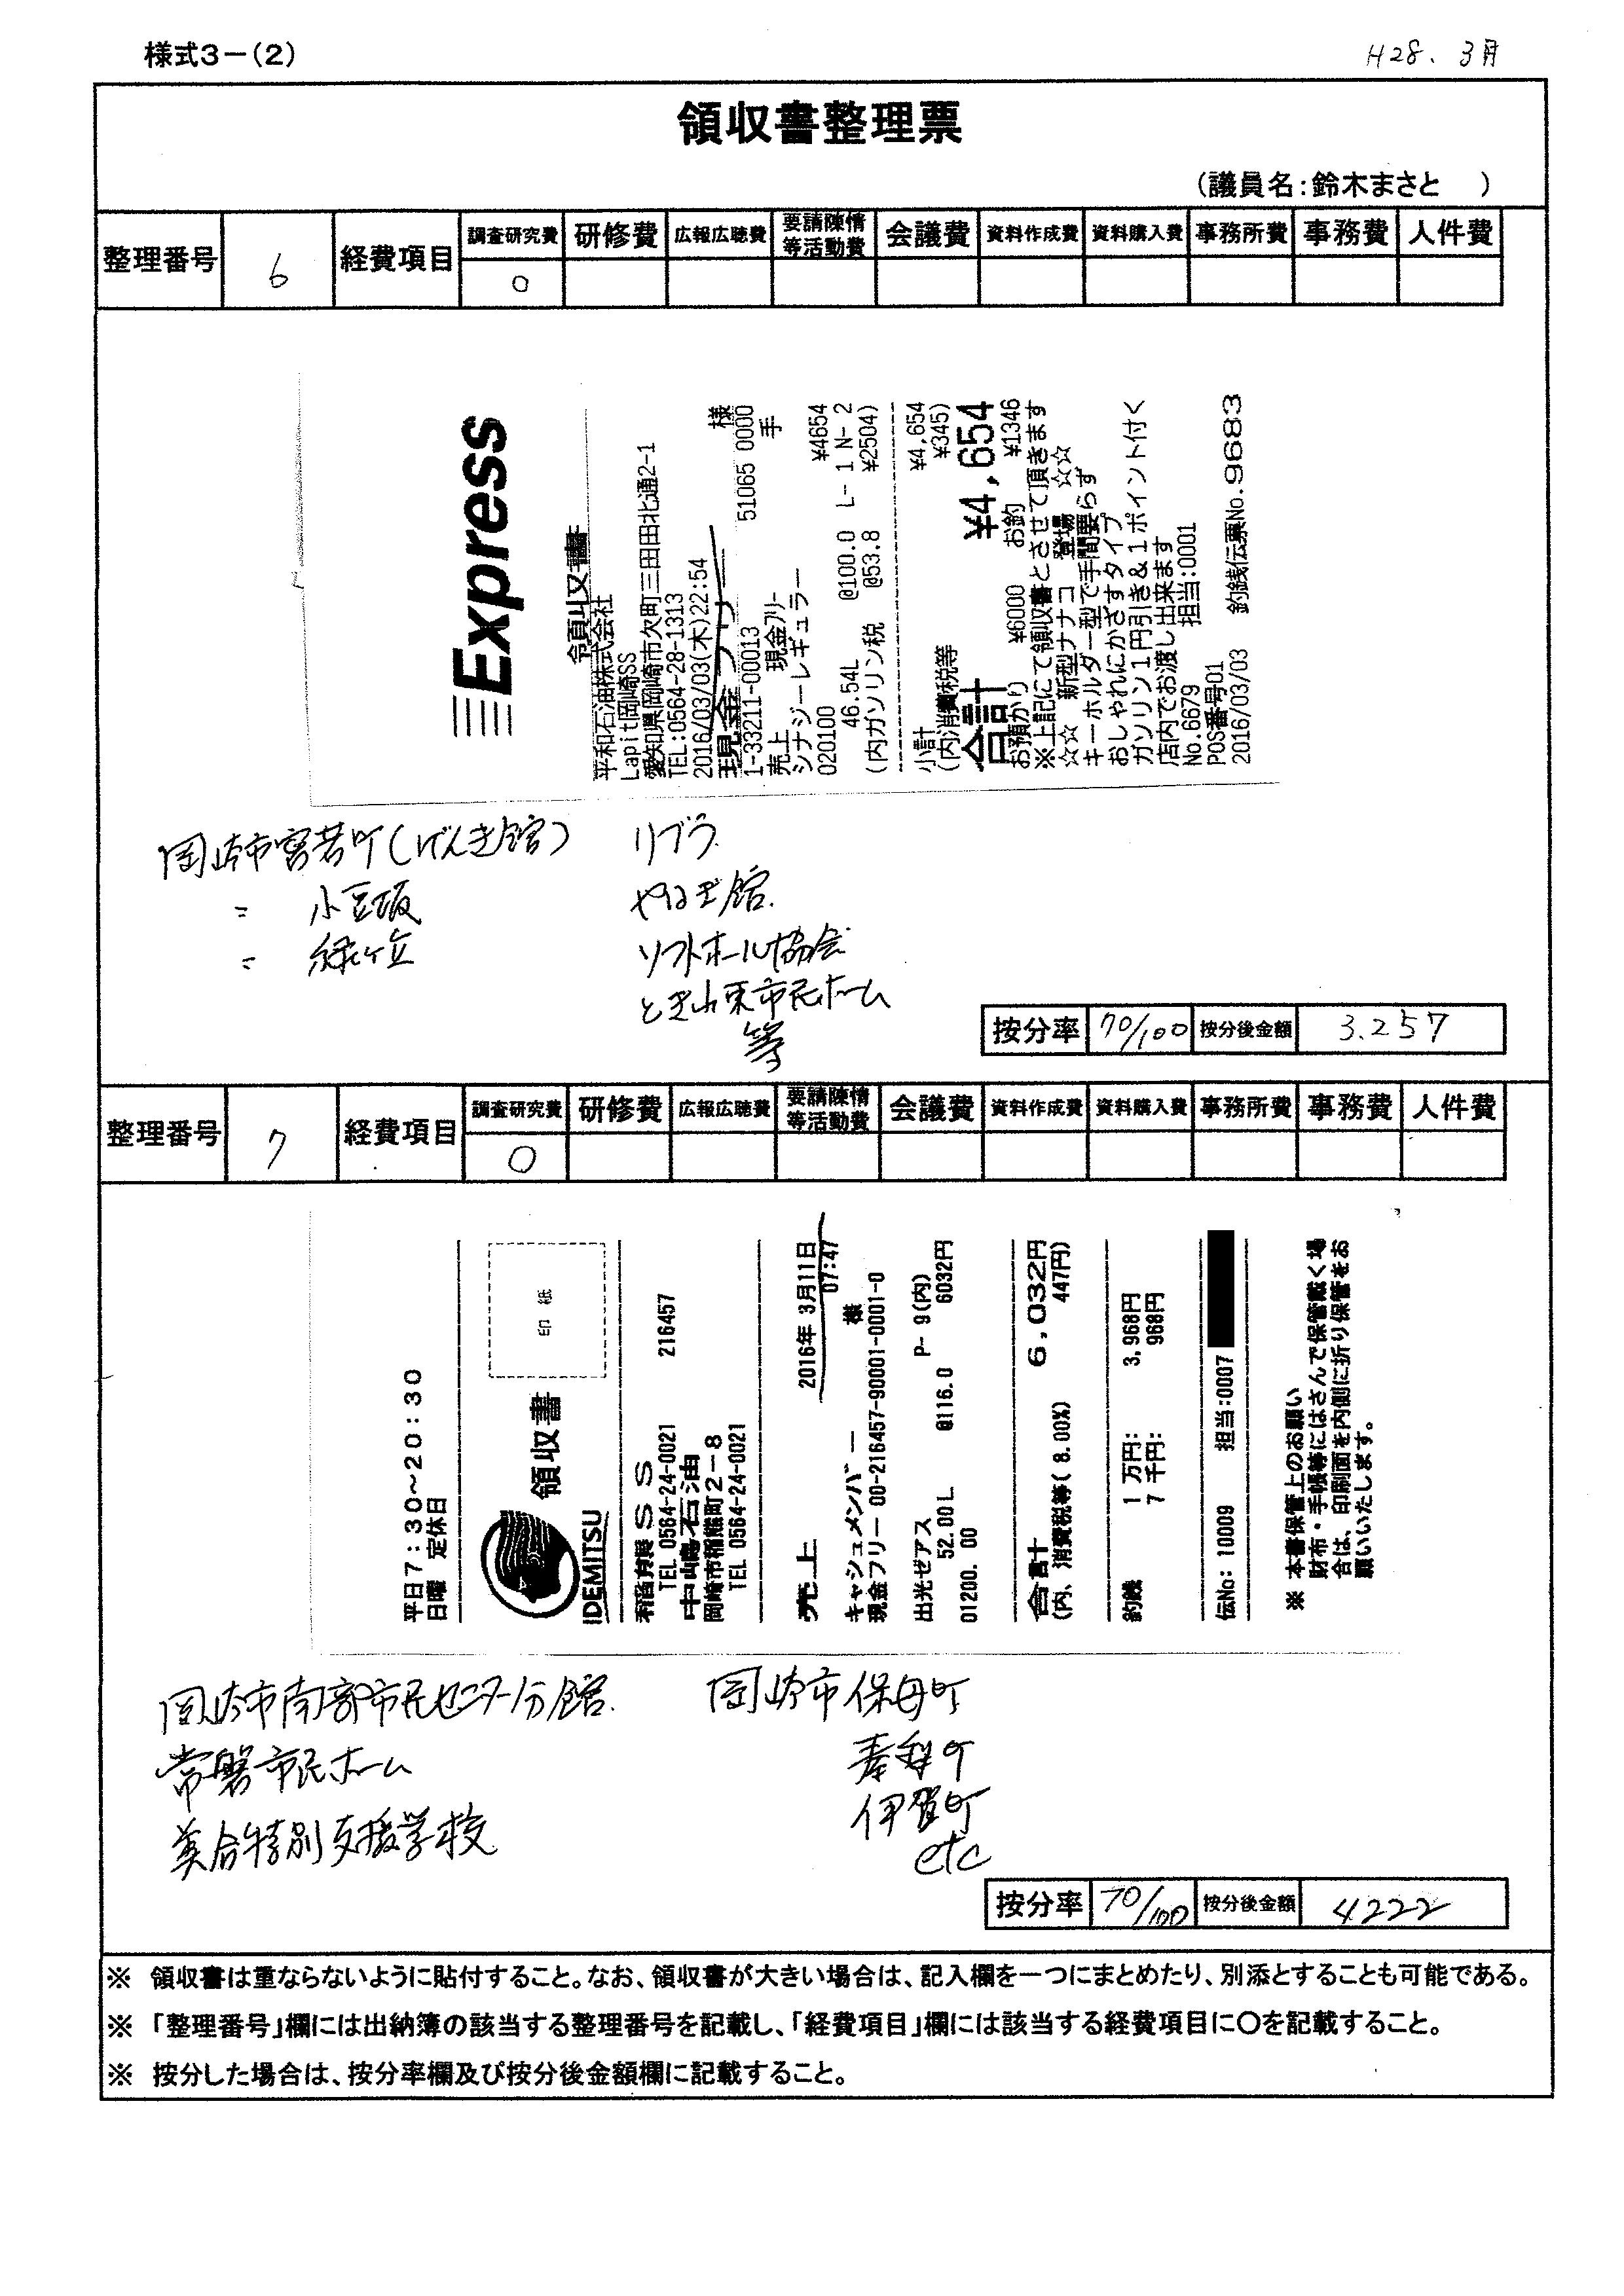 様式3－(2)
H28. 3月
領収書整理票
(議員名:鈴木まさと　)
整理番号 6 経費項目 調査研究費 研修費 広報広聴費 要請陳情等活動費 会議費 資料作成費 資料購入費 事務所費 事務費 人件費
○
Express
領収書
平和石油株式会社
Lapit岡崎SS
愛知県岡崎市欠町三田田北通2-1
TEL:0564-28-1313
2016/03/03(木)22:54
現金フリー 様
1-33211-00013 51065 0000
売上 現金フリー 手
シナジーレギュラー ¥4654
020100 @100.0 L- 1 N- 2
46.54L
(内ガソリン税 @53.8 ¥2504)
小計 ¥4,654
(内消費税等 ¥345)
合計 ¥4,654
お預かり ¥6000 お釣 ¥1346
※上記にて領収書とさせて頂きます
☆☆ 新型ナナコ 登場 ☆☆
キーホルダー型で手間要らず
おしゃれにかざすタイプ
ガソリン1円引き&1ポイント付く
店内でお渡し出来ます
No.6679 担当:0001
POS番号01
2016/03/03 釣銭伝票No.9683
岡崎市宮若町(げんき館) リブラ
〃 小豆坂 やはぎ館
〃 緑ヶ丘 ソフトボール協会
とき山東市民ホーム
等
按分率 70/100 按分後金額 3.257
整理番号 7 経費項目 調査研究費 研修費 広報広聴費 要請陳情等活動費 会議費 資料作成費 資料購入費 事務所費 事務費 人件費
○
平日7:30~20:30
日曜 定休日
IDEMITSU
領収書
印紙
稲育展SS 216457
TEL 0564-24-0021
中嶋石油
岡崎市稲熊町2-8
TEL 0564-24-0021
売上 2016年 3月11日
07:47
キャシュメンバー 様
現金フリー 00-216457-90001-0001-0
出光ゼアス P- 9(内)
52.00L @116.0 6032円
01200. 00
合計 6,032円
(内、消費税等( 8.00%) 447円)
釣機 1万円: 3,968円
7千円: 968円
伝No: 10009 担当:0007
※ 本書保管上のお願い
財布・手帳等にはさんで保管戴く場
合は、印刷面を内側に折り保管をお
願いいたします。
岡崎市南部市民センター分館 岡崎市保母町
常磐市民ホーム 奉梨町
美合特別支援学校 伊賀町
etc
按分率 70/100 按分後金額 4222
※ 領収書は重ならないように貼付すること。なお、領収書が大きい場合は、記入欄を一つにまとめたり、別添とすることも可能である。
※ 「整理番号」欄には出納簿の該当する整理番号を記載し、「経費項目」欄には該当する経費項目に○を記載すること。
※ 按分した場合は、按分率欄及び按分後金額欄に記載すること。